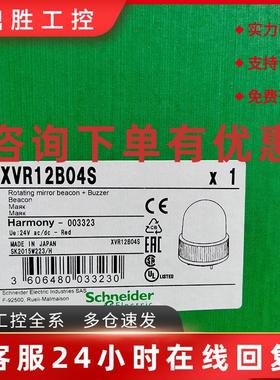 胜工控
实力
支持
咨询下单有优惠
XVR12B04S
x 1
Rotating mirror beacon + Buzzer
Beacon
Маяк
Маяк
Harmony - 003323
Ue:24V ac/dc - Red
MADE IN JAPAN
SK2015W223/H
XVR12B04S
3 606480 033230
Schneider
Electric
Schneider Electric Industries SAS
F-92500, Rueil-Malmaison
工控全系 多仓速发
客服24小时在线回复